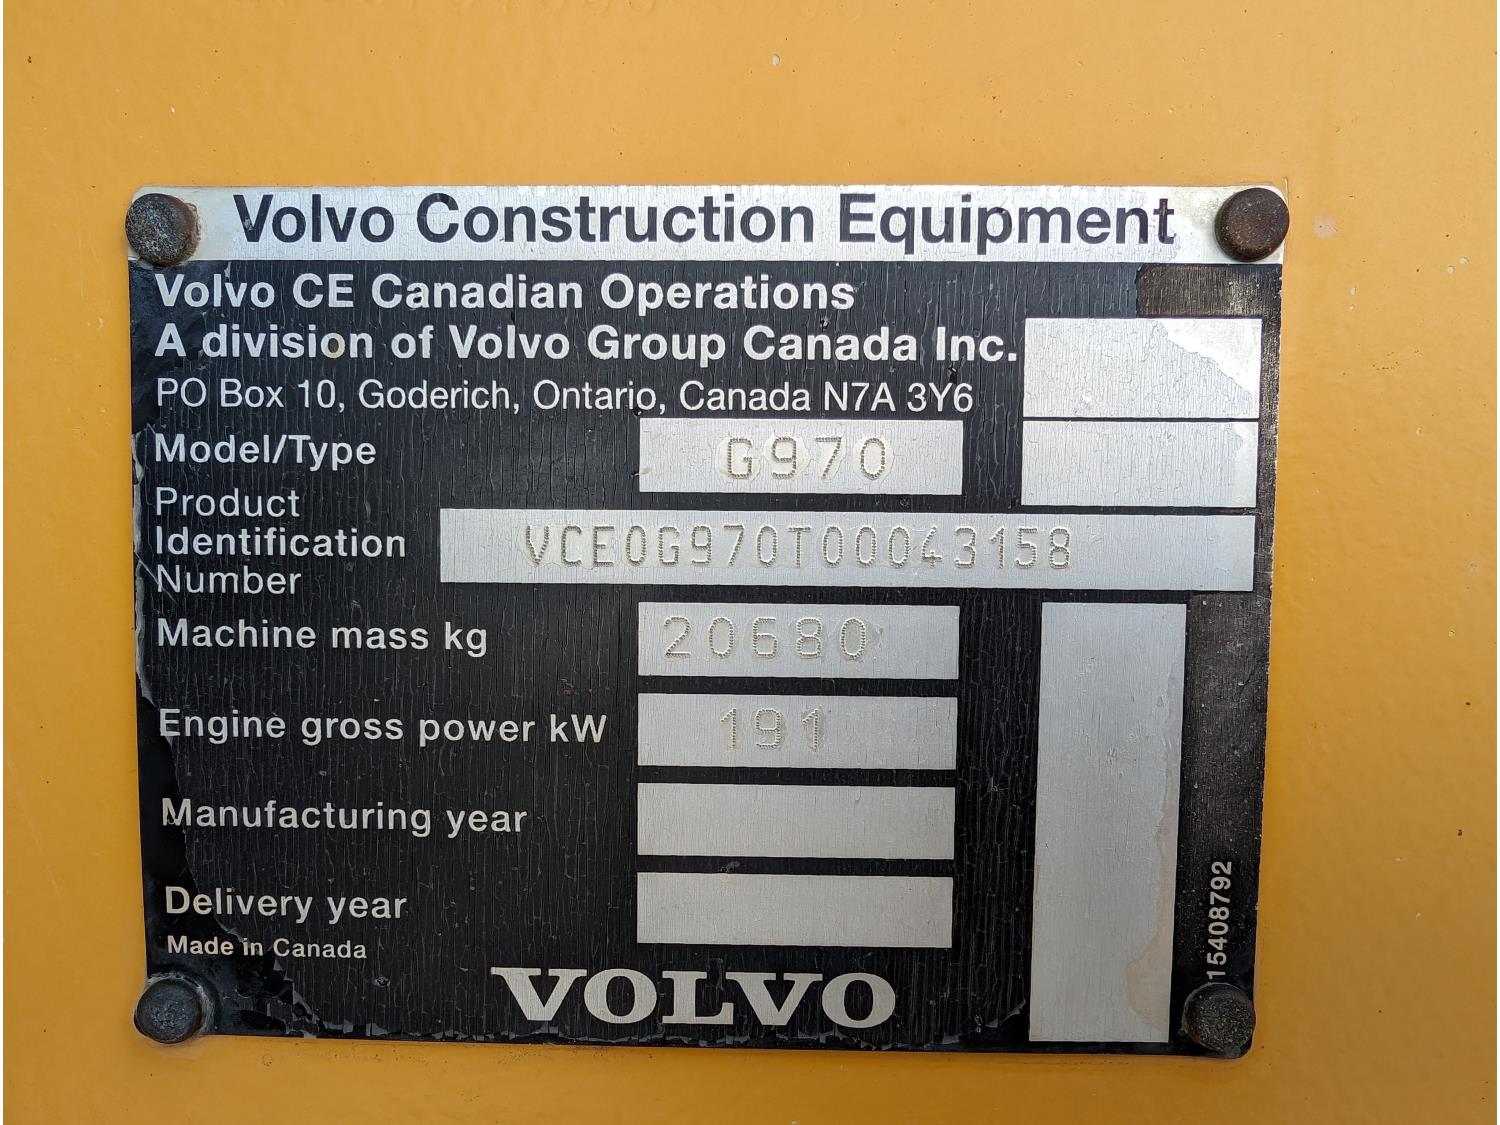 Volvo Construction Equipment
Volvo CE Canadian Operations
A division of Volvo Group Canada Inc.
PO Box 10, Goderich, Ontario, Canada N7A 3Y6
Model/Type G970
Product
Identification VCE0G970T00043158
Number
Machine mass kg 20680
Engine gross power kW 191
Manufacturing year
Delivery year
Made in Canada
VOLVO
15408792